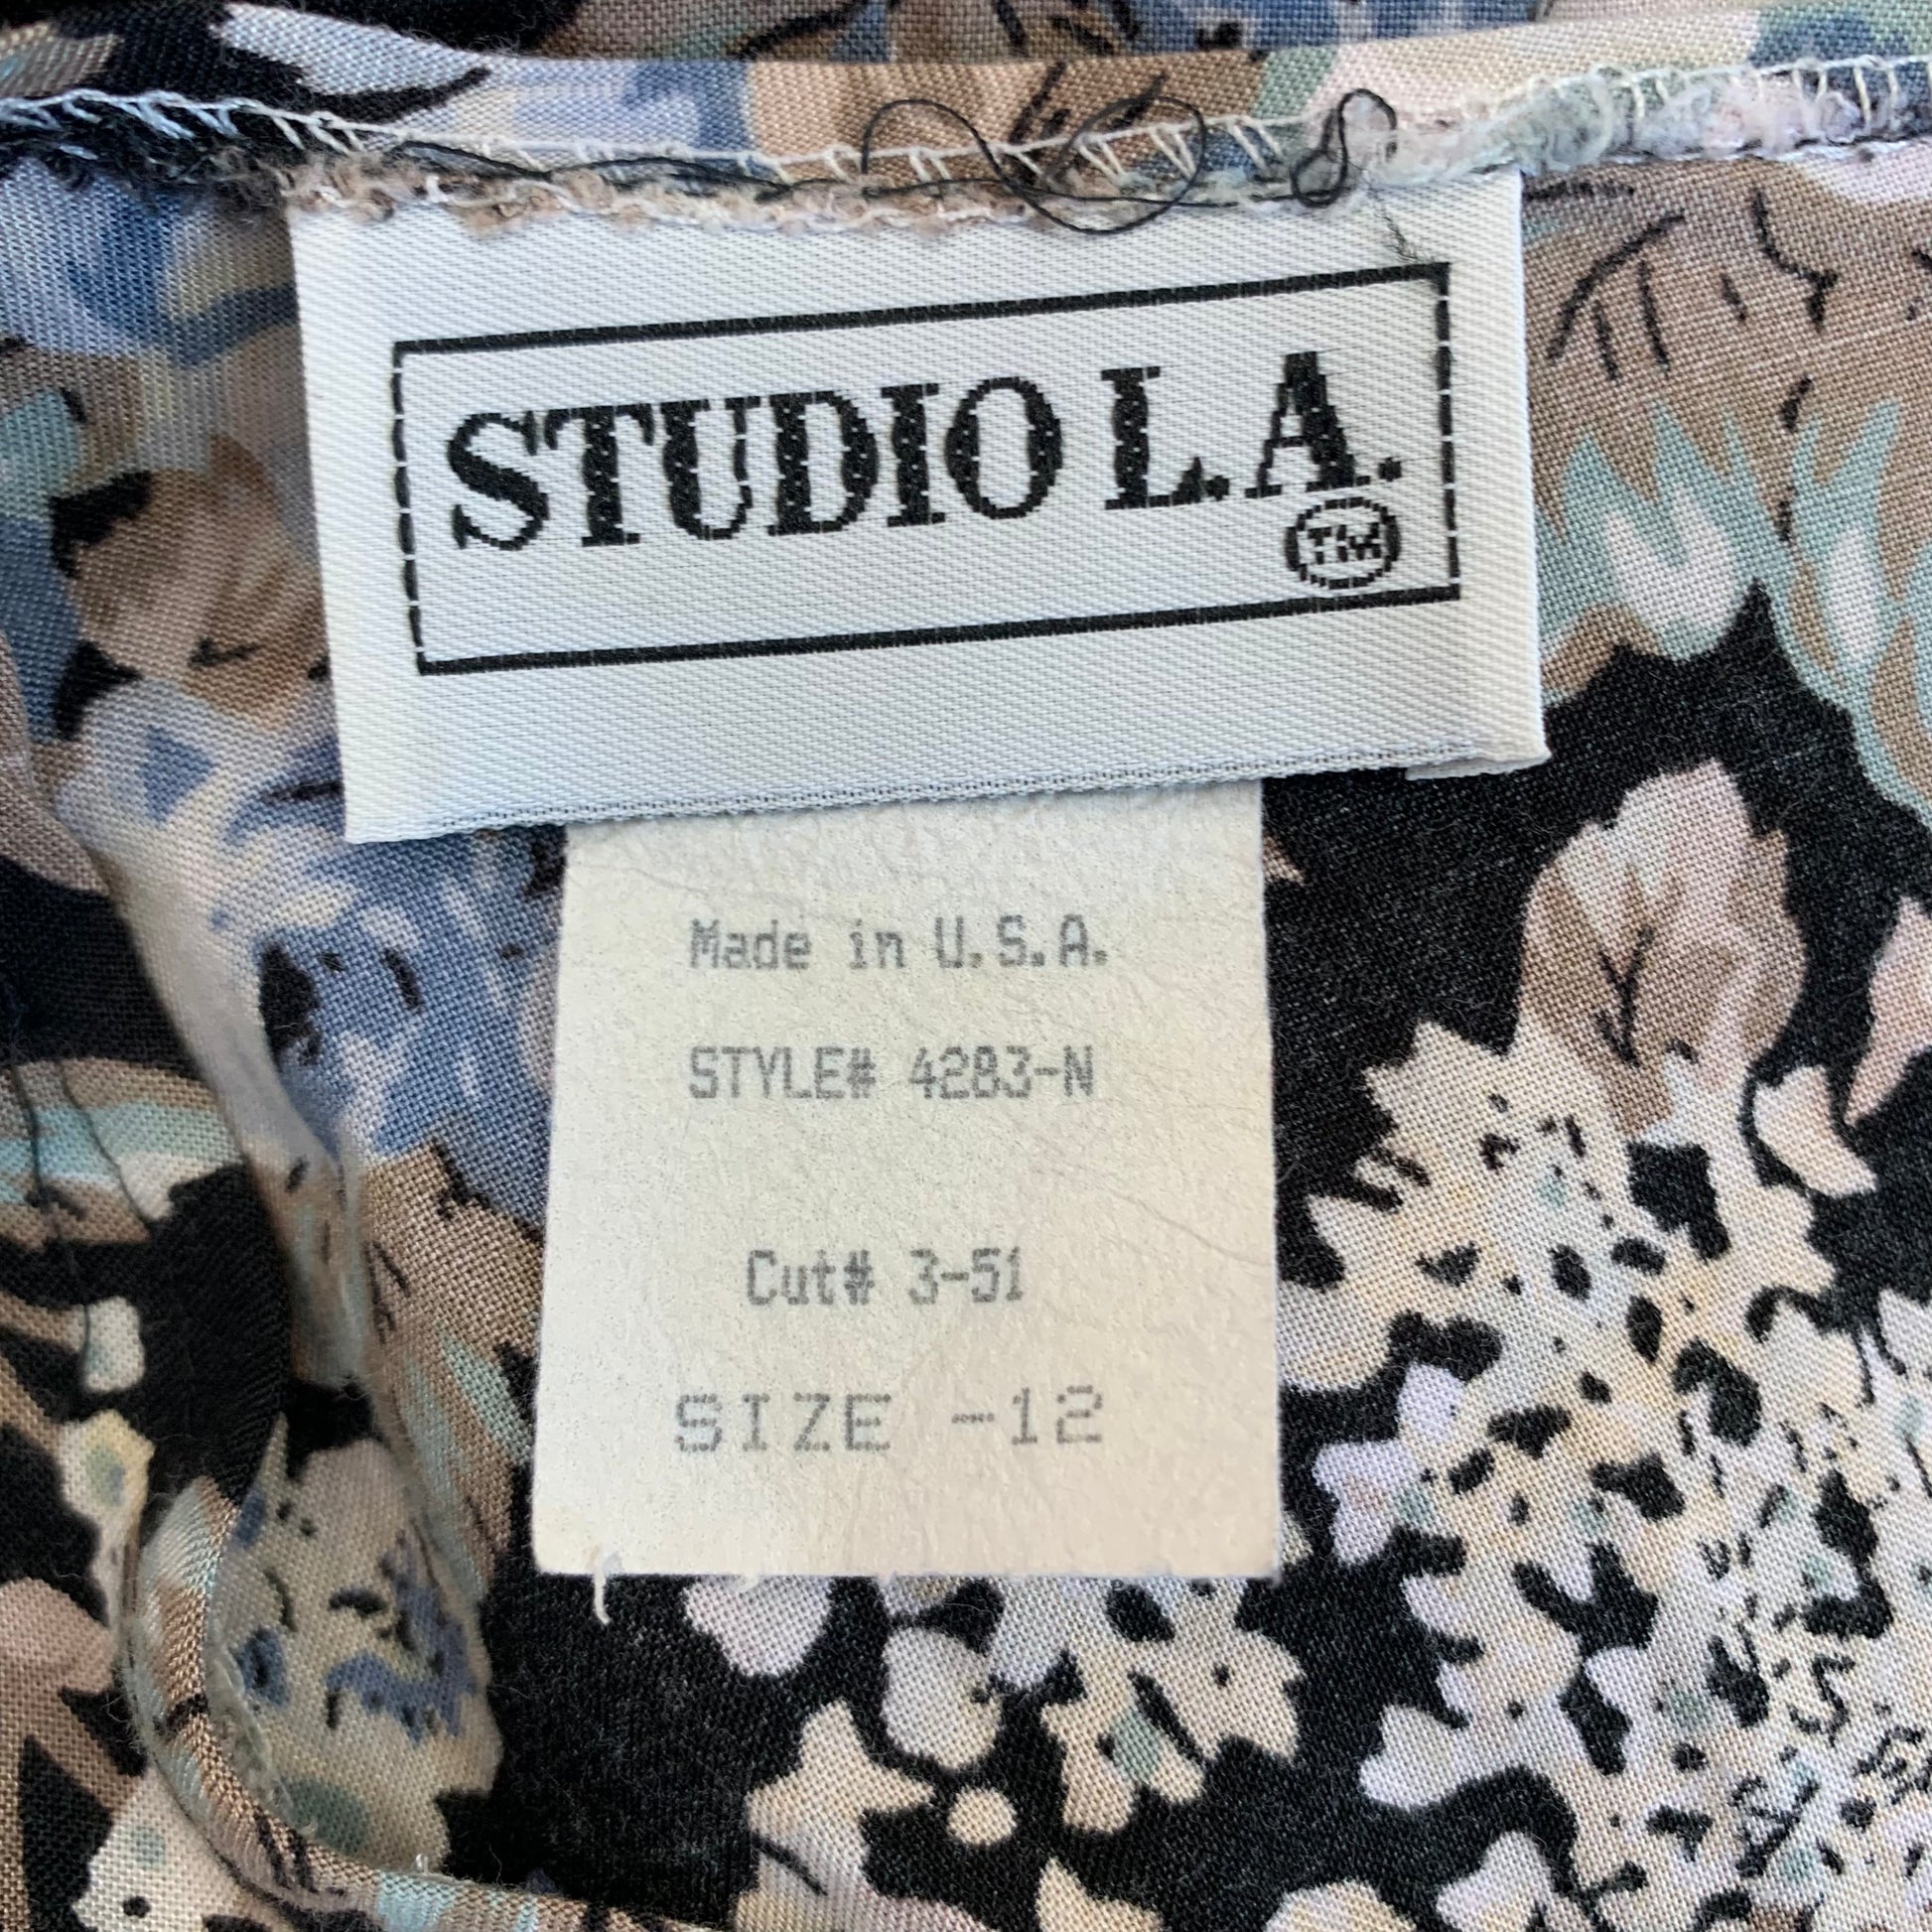 STUDIO L.A.
TM
Made in U.S.A.
STYLE# 4283-N
Cut# 3-51
SIZE -12